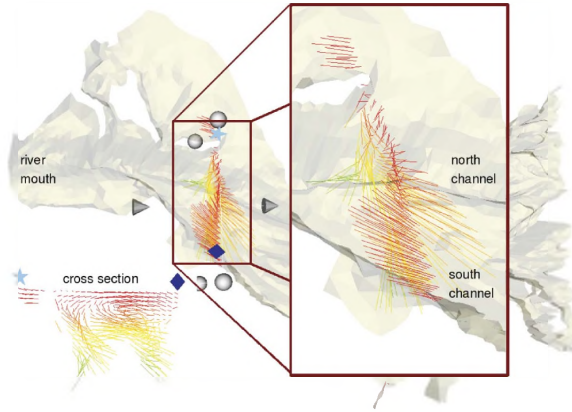 river
mouth
north
channel
cross section
south
channel